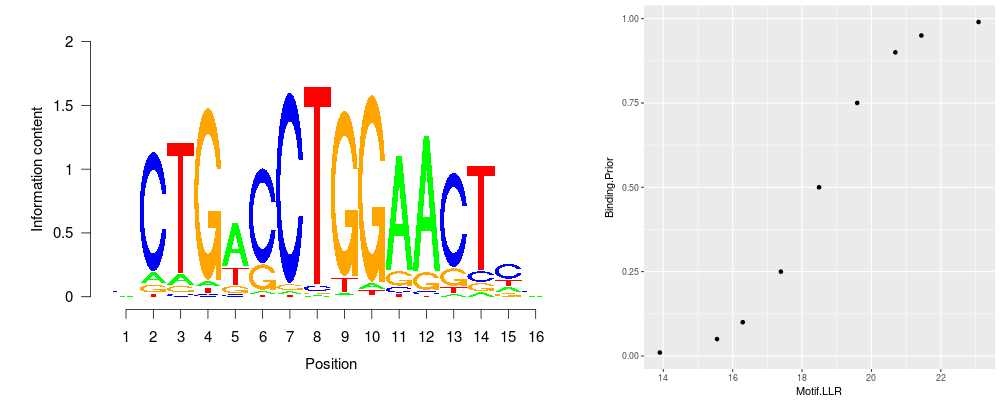 Information content
2
1.5
1
0.5
0
CTGACCTGGAACTC
1 2 3 4 5 6 7 8 9 10 11 12 13 14 15 16
Position
Binding.Prior
1.00
0.75
0.50
0.25
0.00
14 16 18 20 22
Motif.LLR